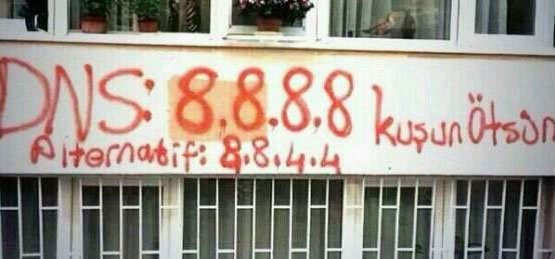 DNS: 8.8.8.8 kuşun Ötsün
Alternatif: 8.8.4.4